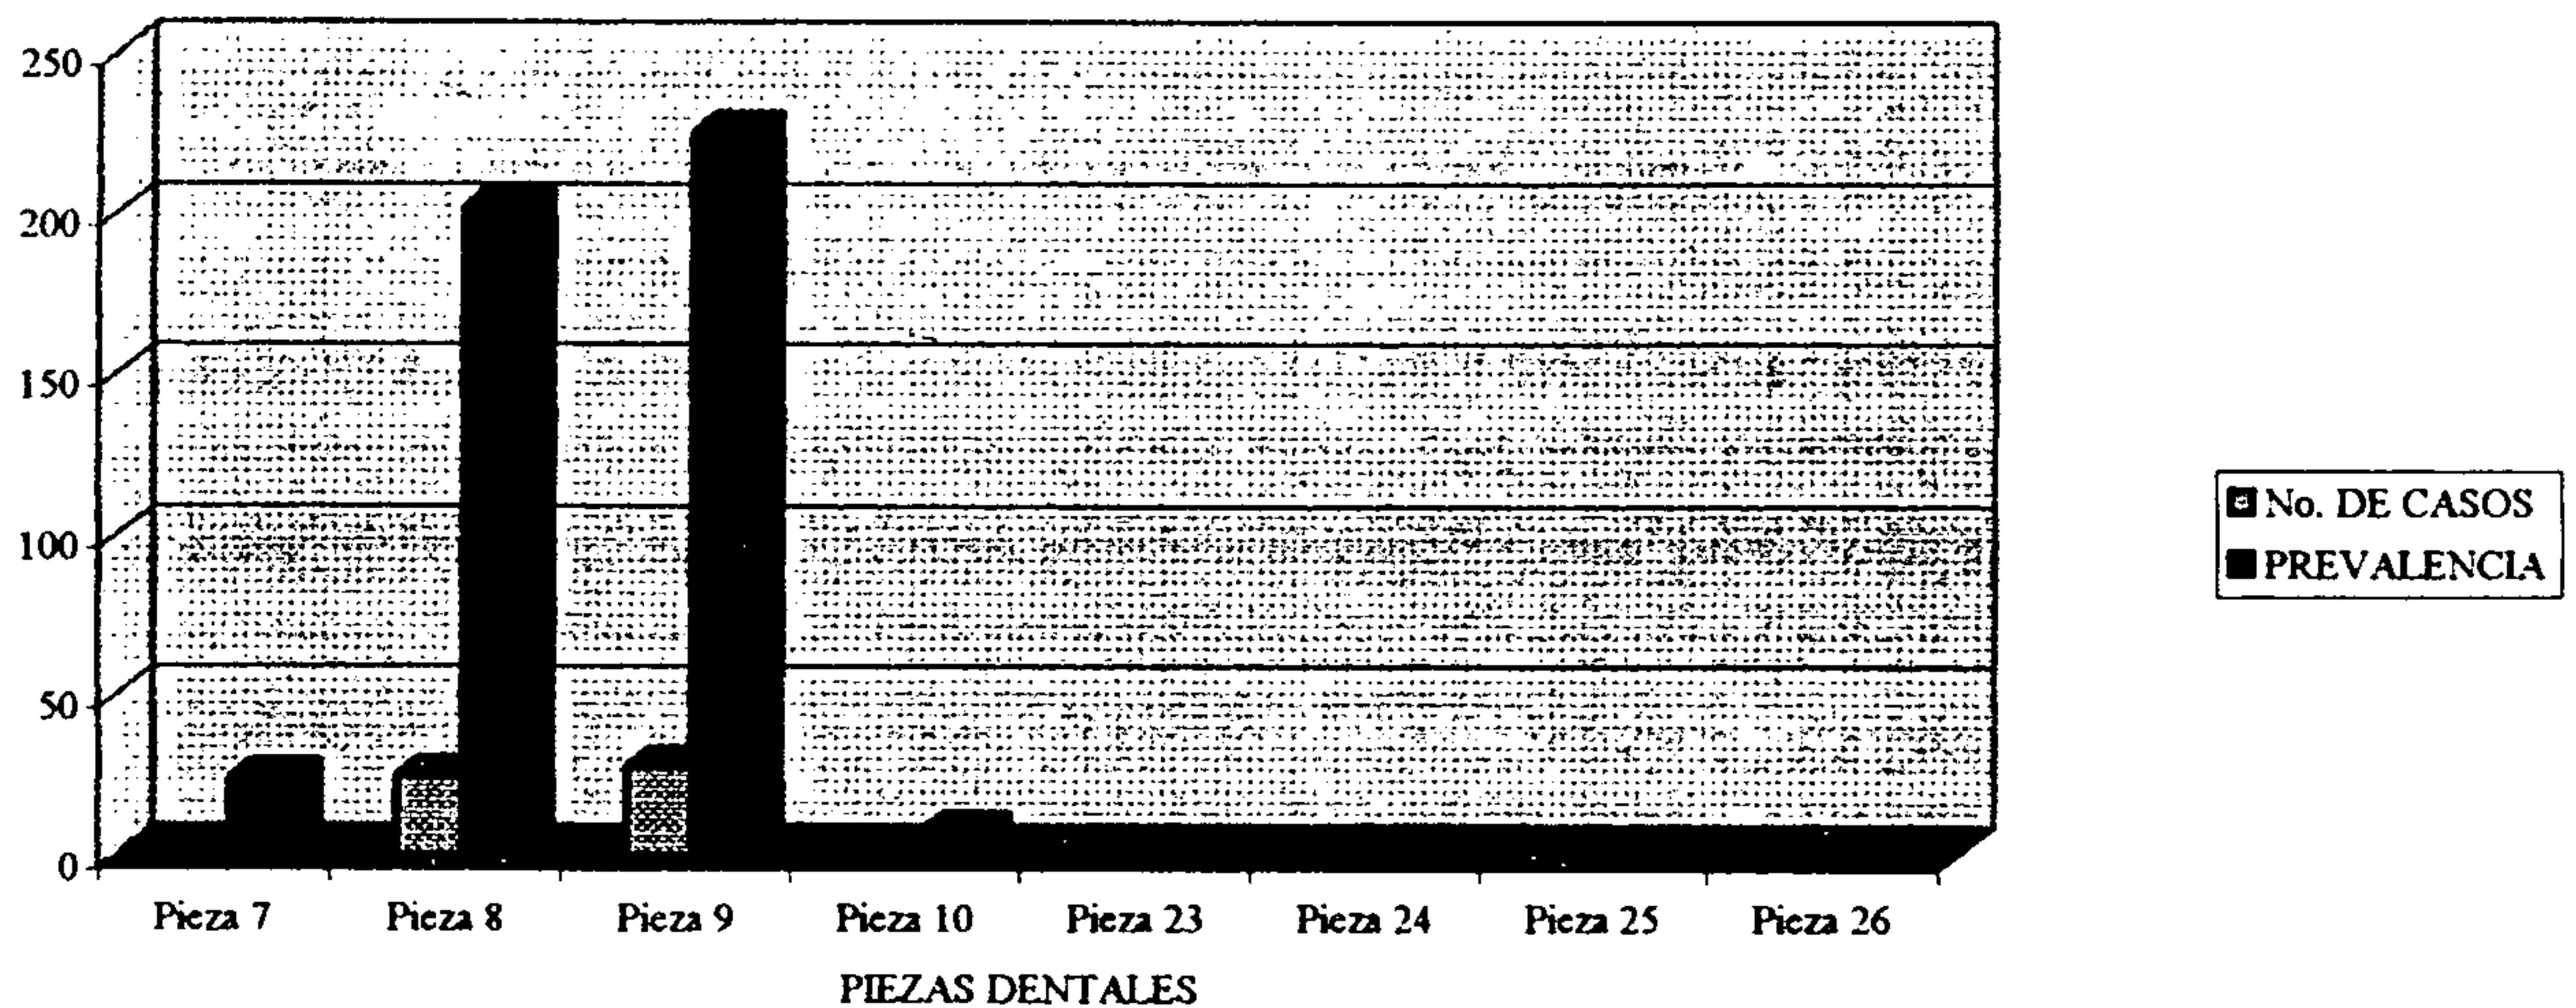 250
200
150
100
50
0
Pieza 7 Pieza 8 Pieza 9 Pieza 10 Pieza 23 Pieza 24 Pieza 25 Pieza 26
PIEZAS DENTALES
No. DE CASOS
PREVALENCIA